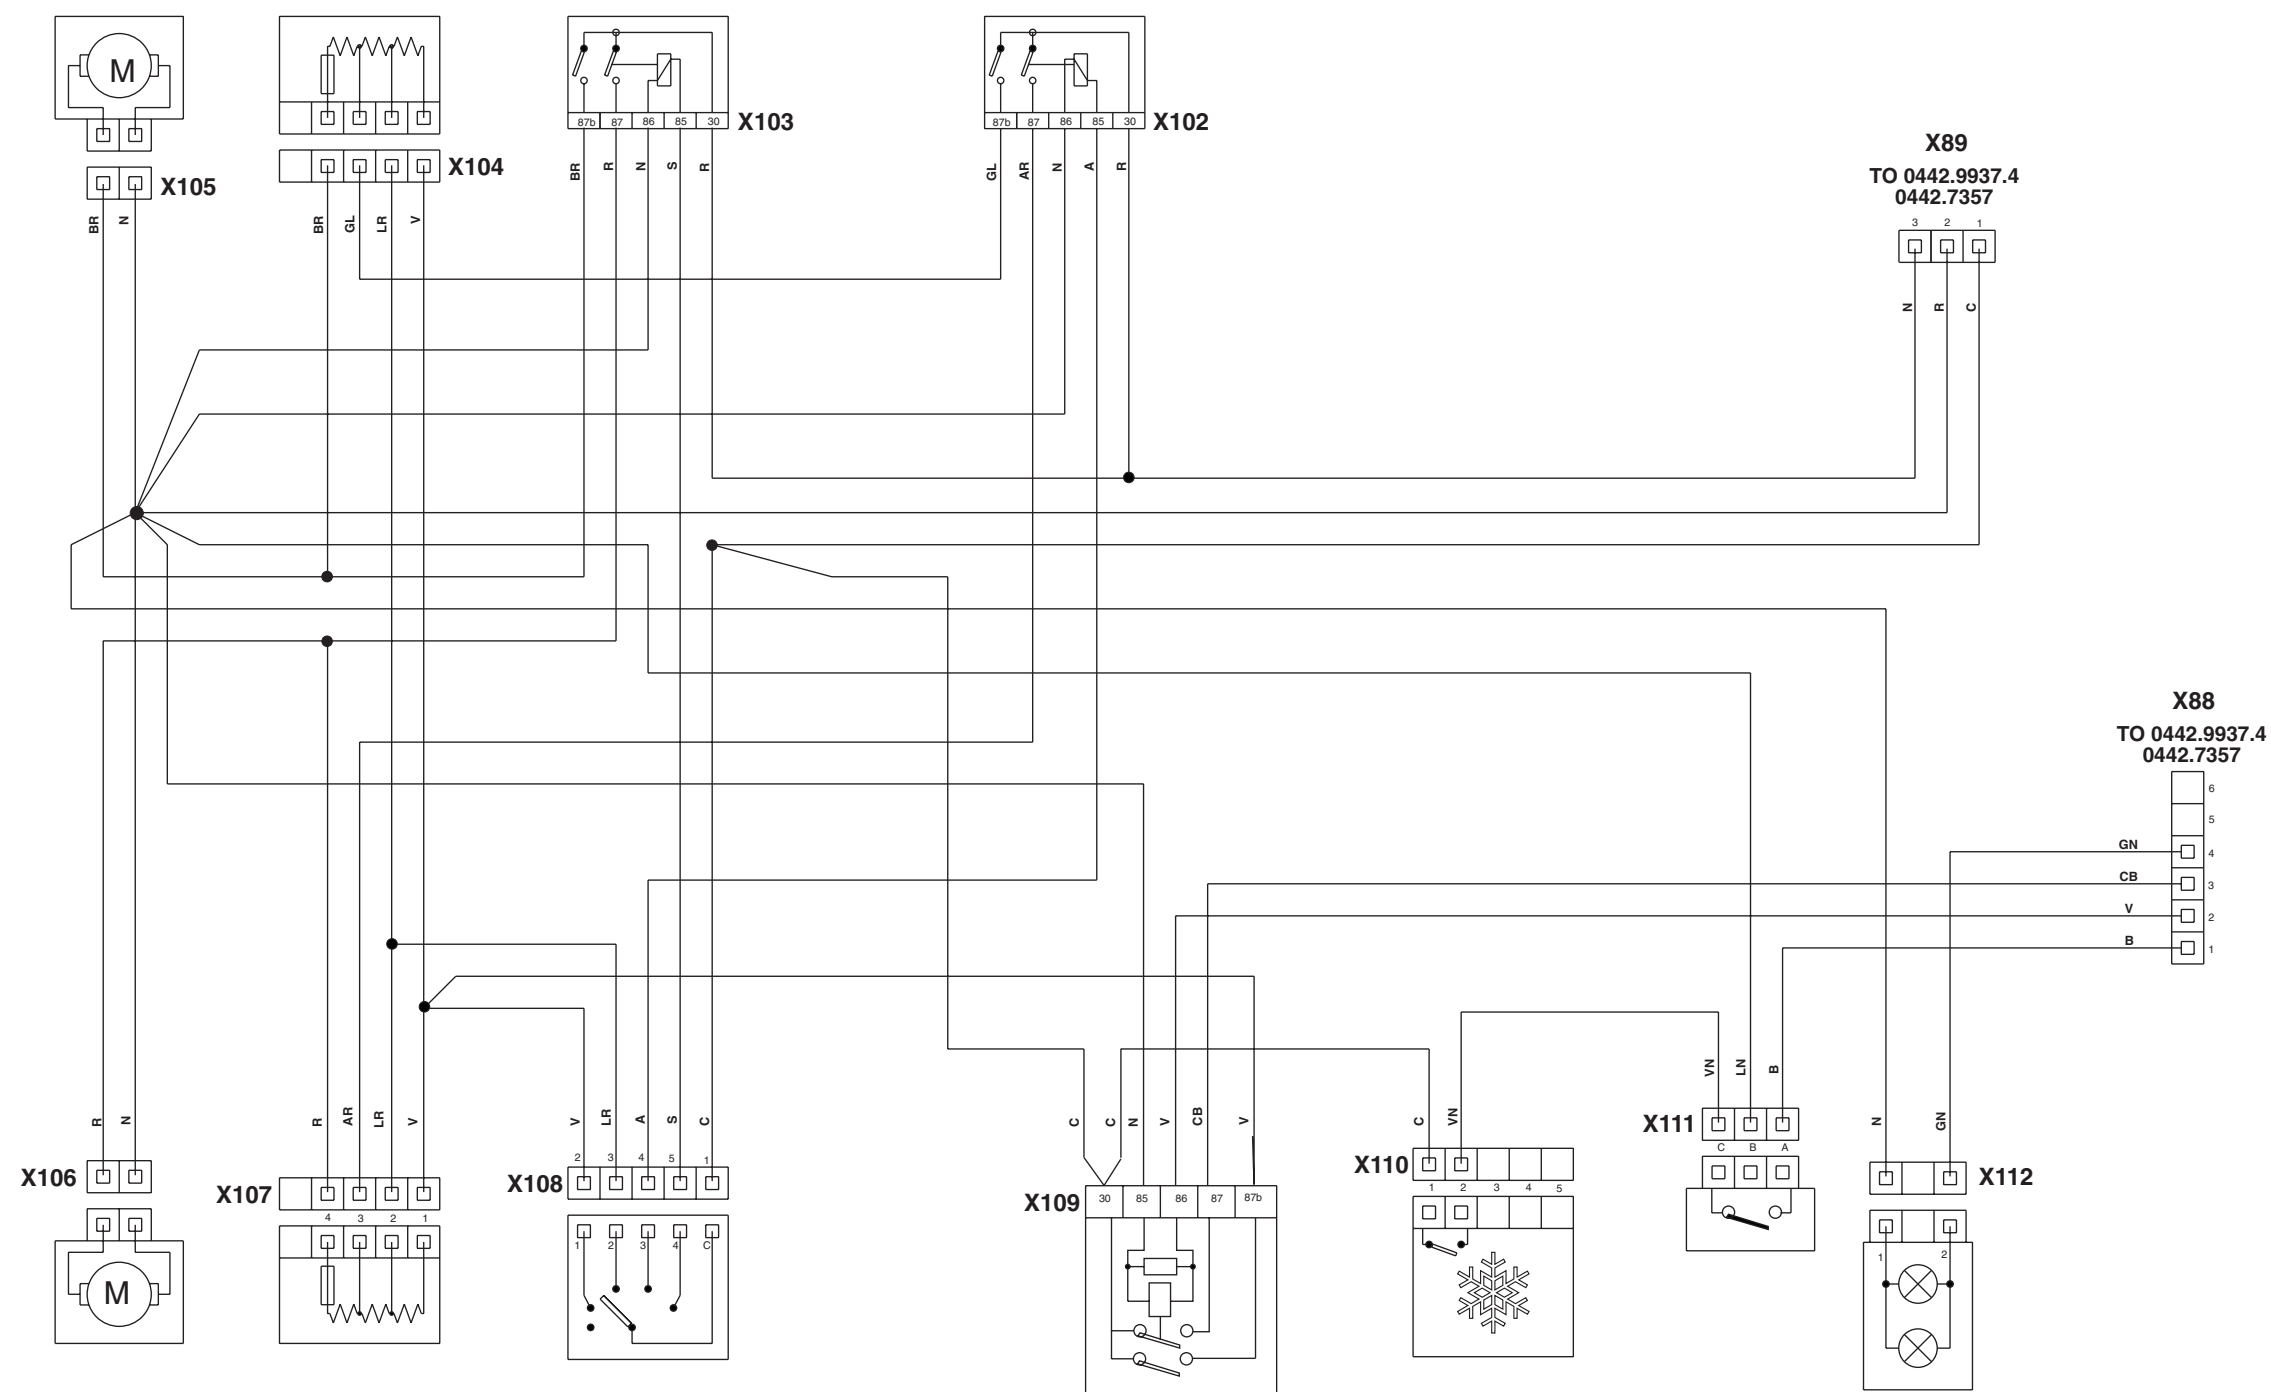 M
X105
BR N
X104
BR GL LR V
87b 87 86 85 30
X103
BR R N S R
87b 87 86 85 30
X102
GL AR N A R
X89
TO 0442.9937.4
0442.7357
3 2 1
N R C
X88
TO 0442.9937.4
0442.7357
6
5
GN 4
CB 3
V 2
B 1
R N
X106
M
R AR LR V
X107
4 3 2 1
V LR A S C
2 3 4 5 1
X108
1 2 3 4 C
C C N V CB V
X109
30 85 86 87 87b
C VN
X110
1 2 3 4 5
VN LN B
X111
C B A
N GN
X112
1 2